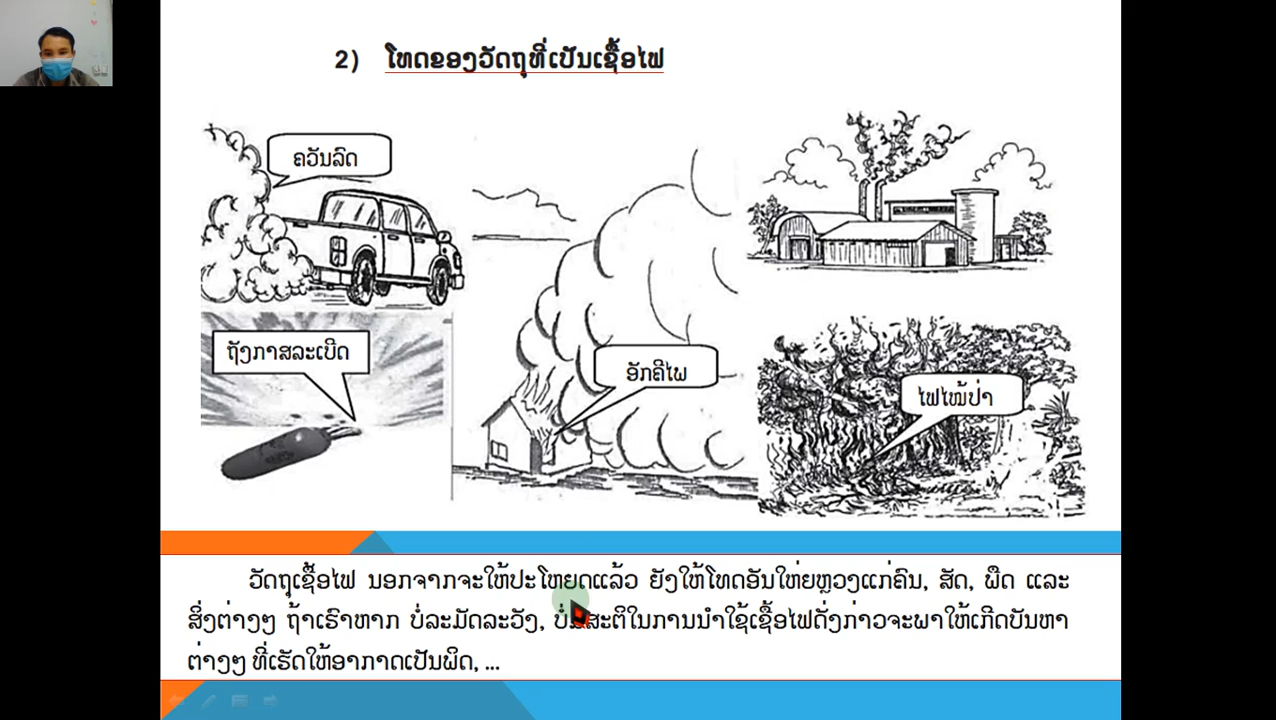 2) ໂທດຂອງວັດຖຸທີ່ເປັນເຊື້ອໄຟ
ຄວັນລົດ
ຖັງກາສລະເບີດ
ອັກຄີໄພ
ໄຟໄໝ້ປ່າ
ວັດຖຸເຊື້ອໄຟ ນອກຈາກຈະໃຫ້ປະໂຫຍດແລ້ວ ຍັງໃຫ້ໂທດອັນໃຫ່ຍຫຼວງແກ່ຄົນ, ສັດ, ພືດ ແລະ
ສິ່ງຕ່າງໆ ຖ້າເຮົາຫາກ ບໍ່ລະມັດລະວັງ, ບໍ່ມີສະຕິໃນການນຳໃຊ້ເຊື້ອໄຟດັ່ງກ່າວຈະພາໃຫ້ເກີດບັນຫາ
ຕ່າງໆ ທີ່ເຮັດໃຫ້ອາກາດເປັນພິດ, ...